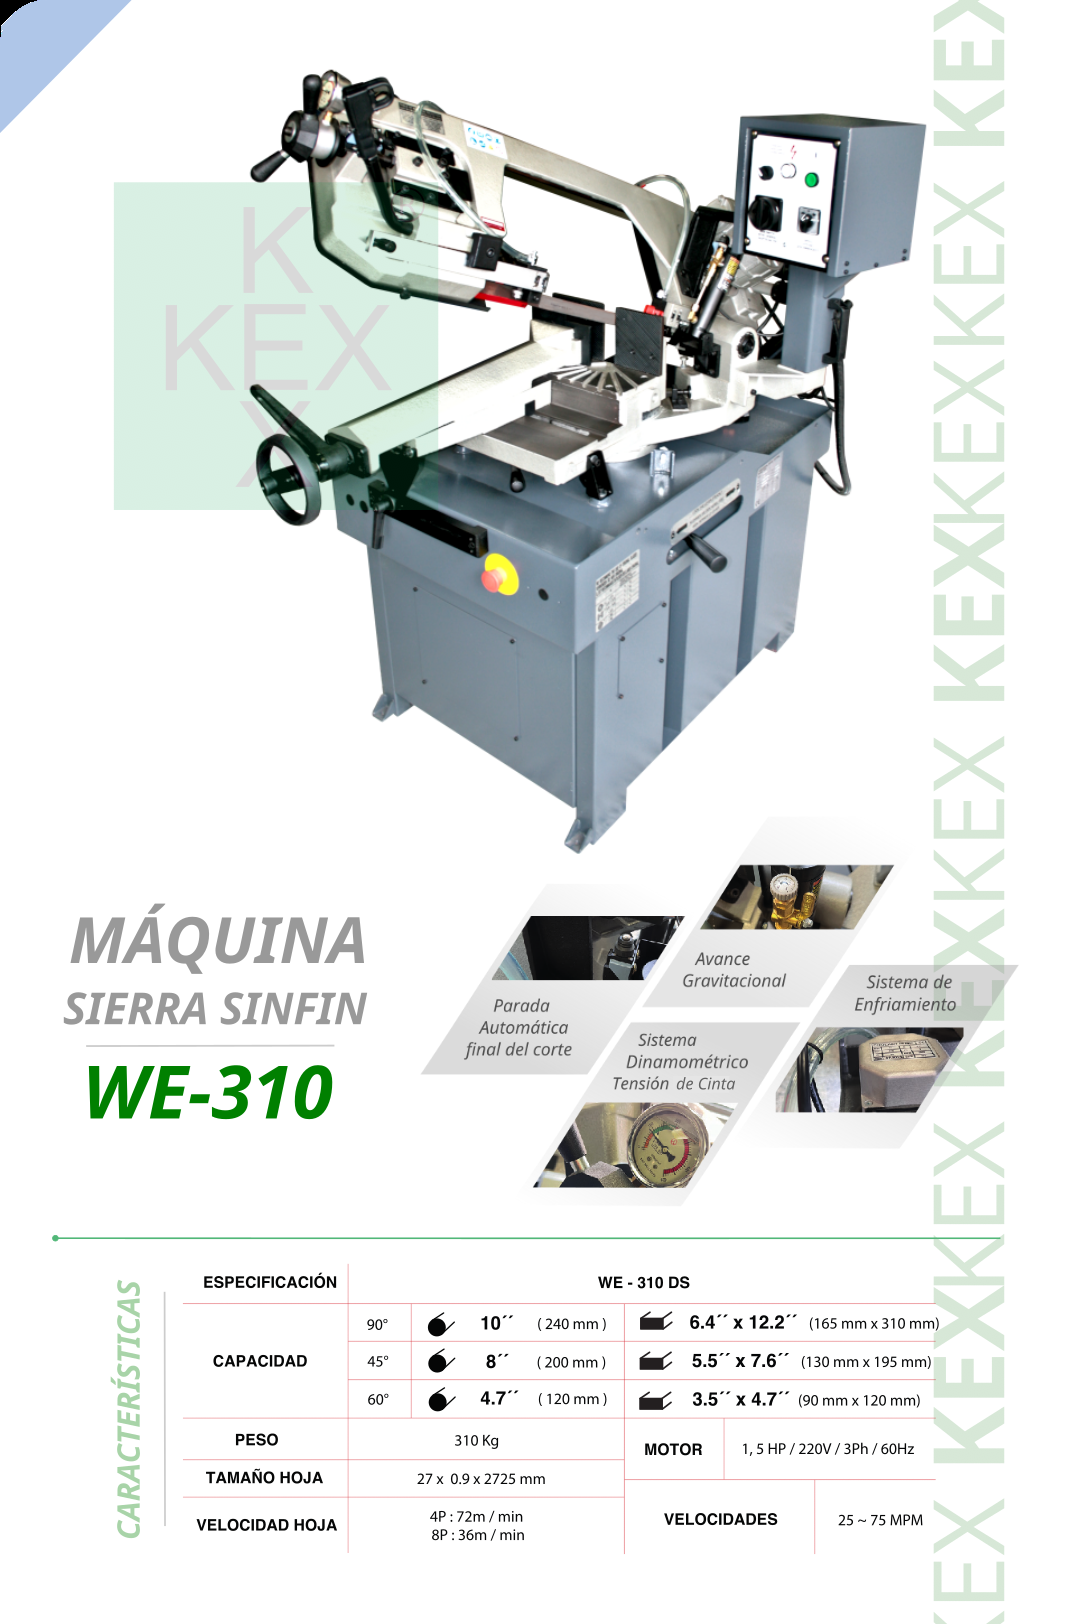 K
KEX
X
KEX KEX KEX KEX KEX KEX KEX KEX KEX KEX KEX
MÁQUINA
SIERRA SINFIN
WE-310
Parada
Automática
final del corte
Avance
Gravitacional
Sistema
Dinamométrico
Tensión de Cinta
Sistema de
Enfriamiento
CARACTERÍSTICAS
ESPECIFICACIÓN WE - 310 DS
CAPACIDAD
90° 10´´ ( 240 mm ) 6.4´´ x 12.2´´ (165 mm x 310 mm)
45° 8´´ ( 200 mm ) 5.5´´ x 7.6´´ (130 mm x 195 mm)
60° 4.7´´ ( 120 mm ) 3.5´´ x 4.7´´ (90 mm x 120 mm)
PESO 310 Kg
MOTOR 1, 5 HP / 220V / 3Ph / 60Hz
TAMAÑO HOJA 27 x 0.9 x 2725 mm
VELOCIDAD HOJA 4P : 72m / min
8P : 36m / min
VELOCIDADES 25 ~ 75 MPM